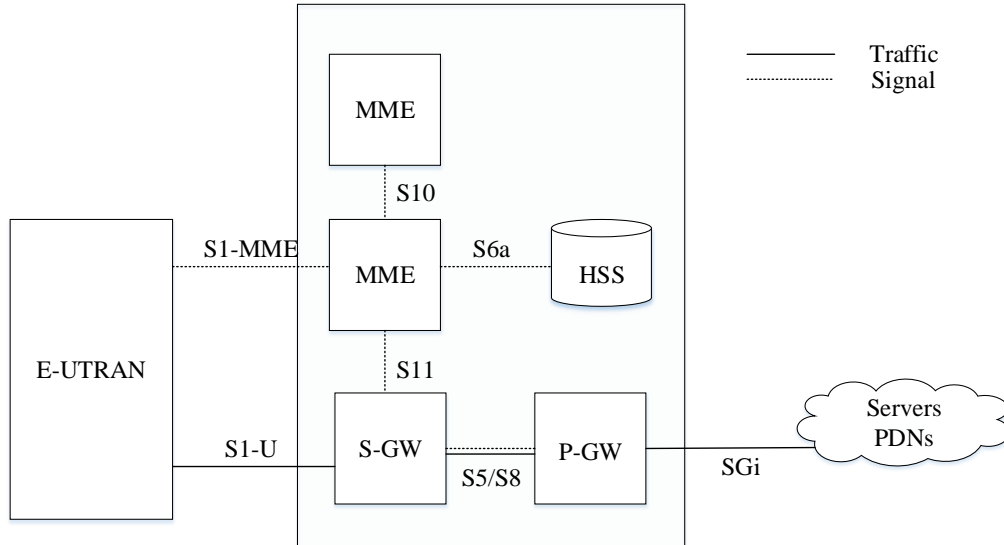 Traffic
Signal
MME
S10
S1-MME
MME
S6a
HSS
E-UTRAN
S11
S1-U
S-GW
S5/S8
P-GW
SGi
Servers
PDNs